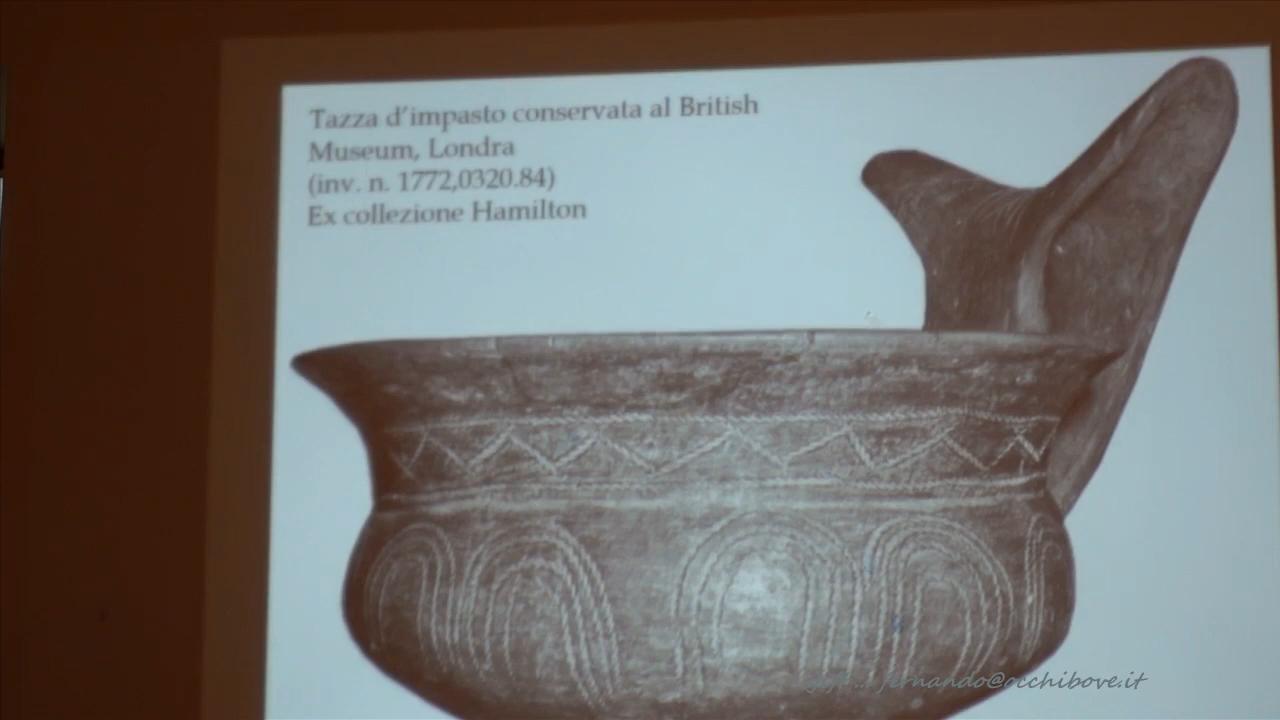 Tazza d'impasto conservata al British
Museum, Londra
(inv. n. 1772,0320.84)
Ex collezione Hamilton
fernando@occhibove.it